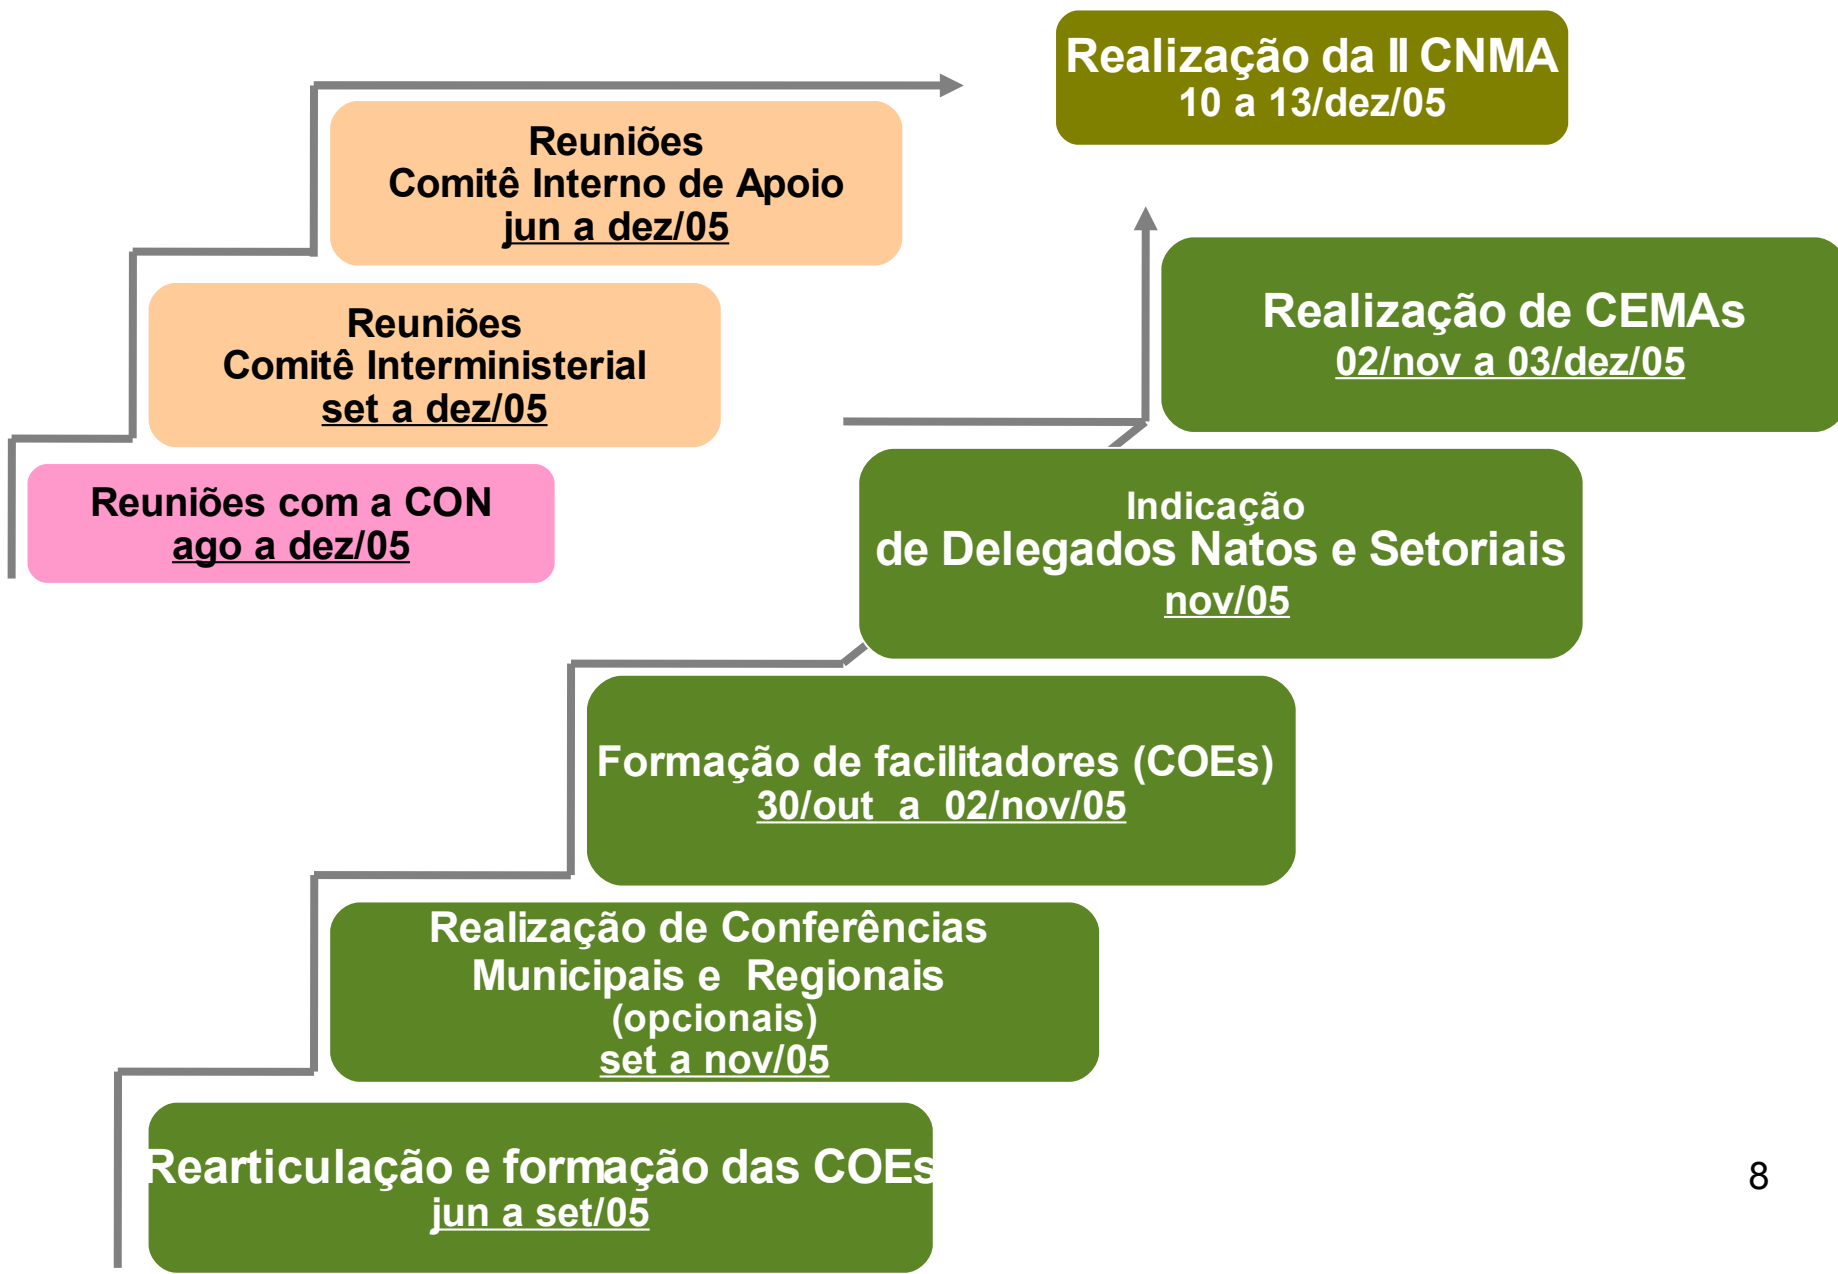 Realização da II CNMA
10 a 13/dez/05
Reuniões
Comitê Interno de Apoio
jun a dez/05
Realização de CEMAs
02/nov a 03/dez/05
Reuniões
Comitê Interministerial
set a dez/05
Reuniões com a CON
ago a dez/05
Indicação
de Delegados Natos e Setoriais
nov/05
Formação de facilitadores (COEs)
30/out a 02/nov/05
Realização de Conferências
Municipais e Regionais
(opcionais)
set a nov/05
Rearticulação e formação das COEs
jun a set/05
8